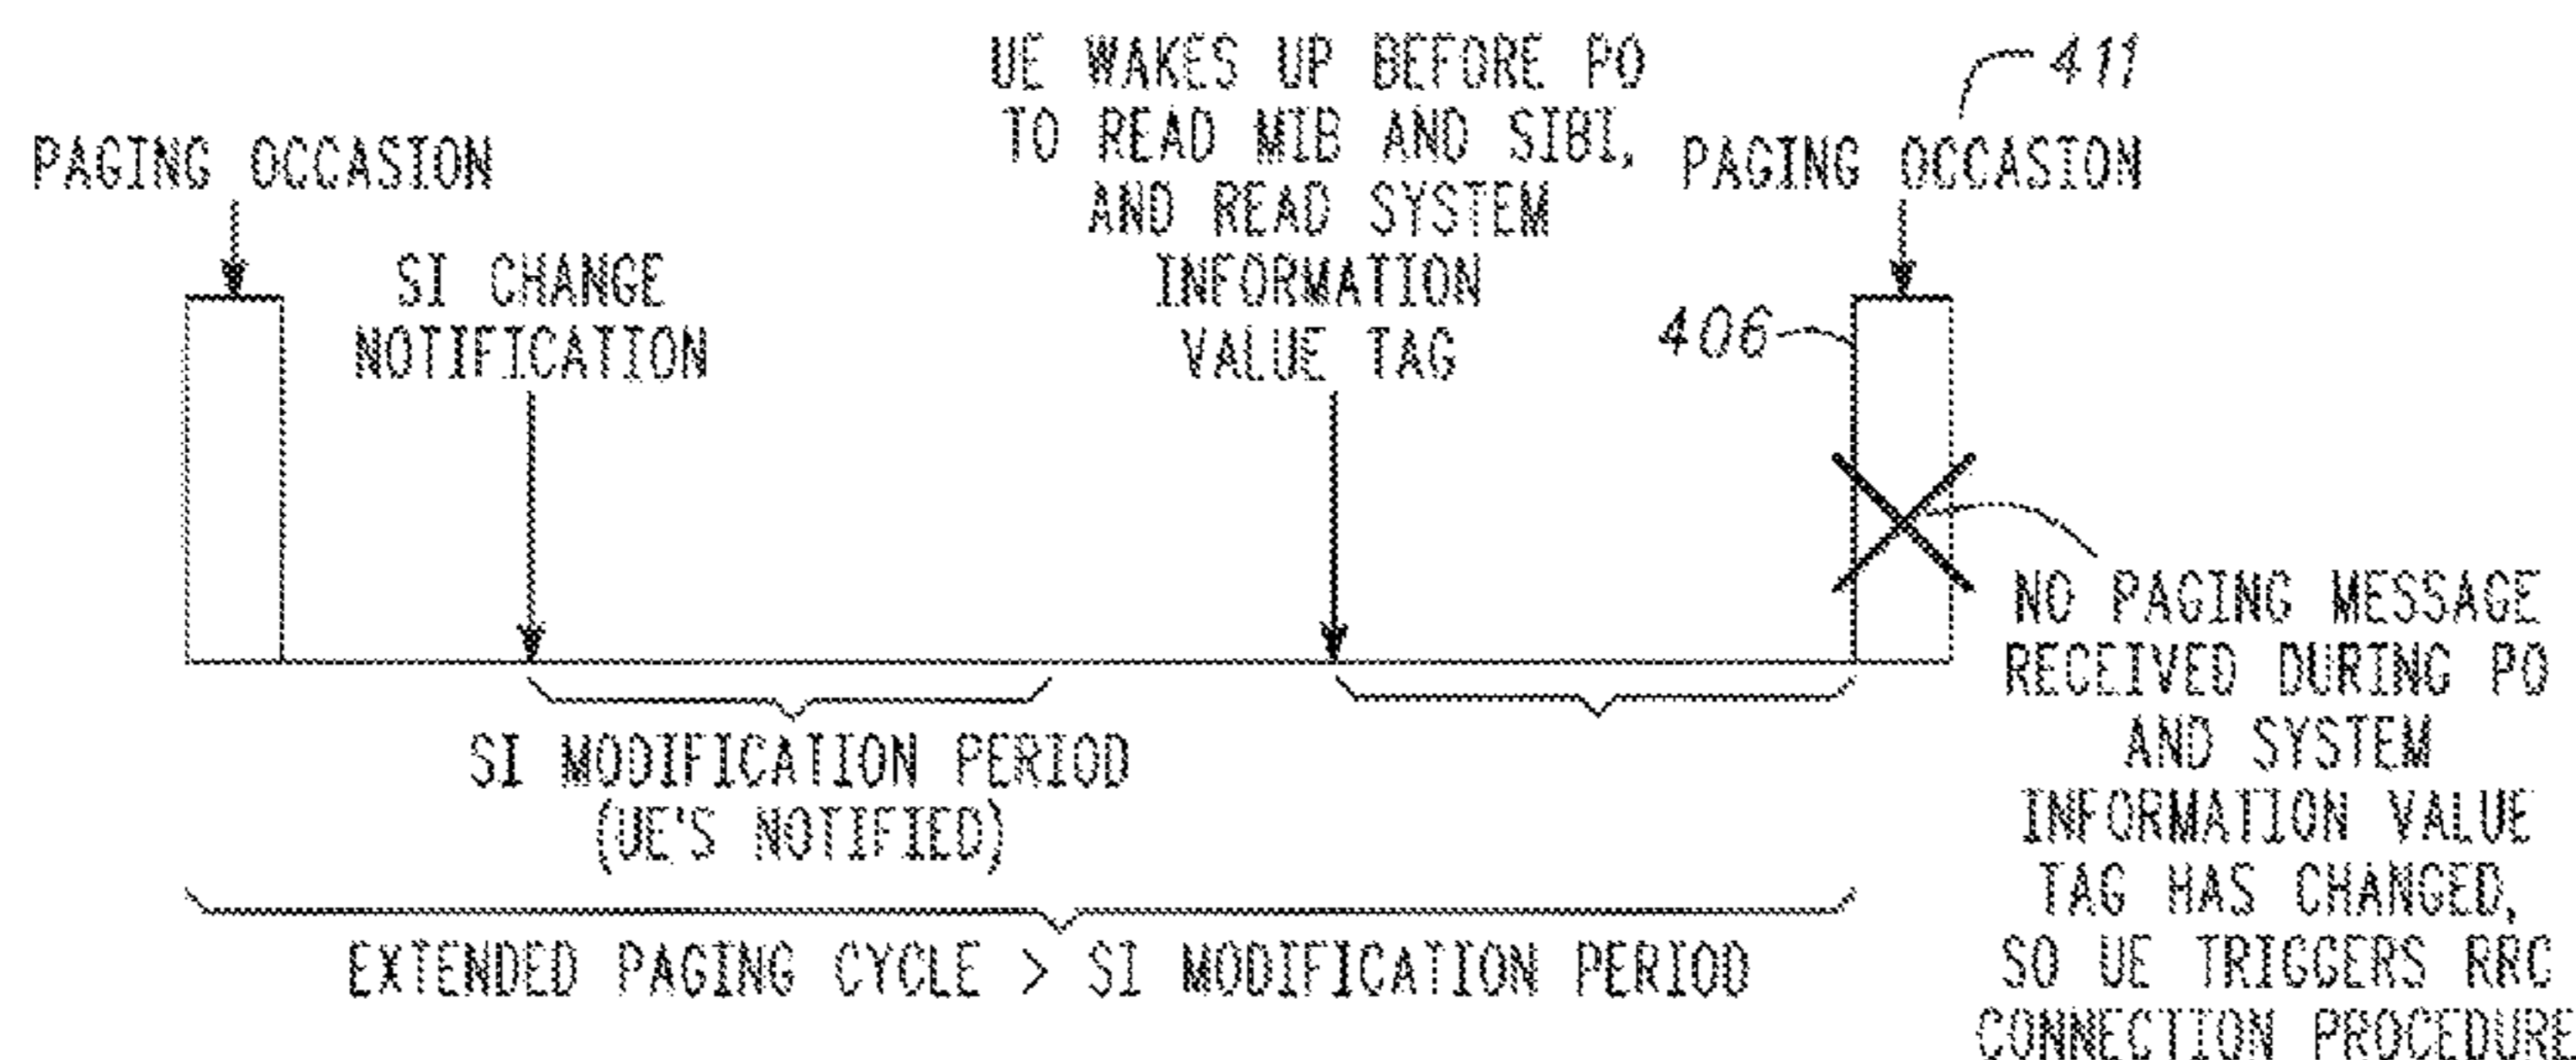 PAGING OCCASION
SI CHANGE
NOTIFICATION
UE WAKES UP BEFORE PO
TO READ MIB AND SIBI,
AND READ SYSTEM
INFORMATION
VALUE TAG
411
PAGING OCCASION
406
NO PAGING MESSAGE
RECEIVED DURING PO
AND SYSTEM
INFORMATION VALUE
TAG HAS CHANGED,
SO UE TRIGGERS RRC
CONNECTION PROCEDURE
SI MODIFICATION PERIOD
(UE'S NOTIFIED)
EXTENDED PAGING CYCLE > SI MODIFICATION PERIOD